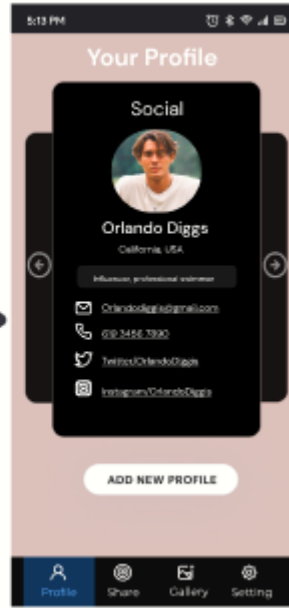 5:13 PM
Your Profile
Social
Orlando Diggs
California, USA
Influencer, professional swimmer
Orlandodiggs@gmail.com
619 3456 7890
Twitter/OrlandoDiggs
Instagram/OrlandoDiggs
ADD NEW PROFILE
Profile Share Gallery Setting